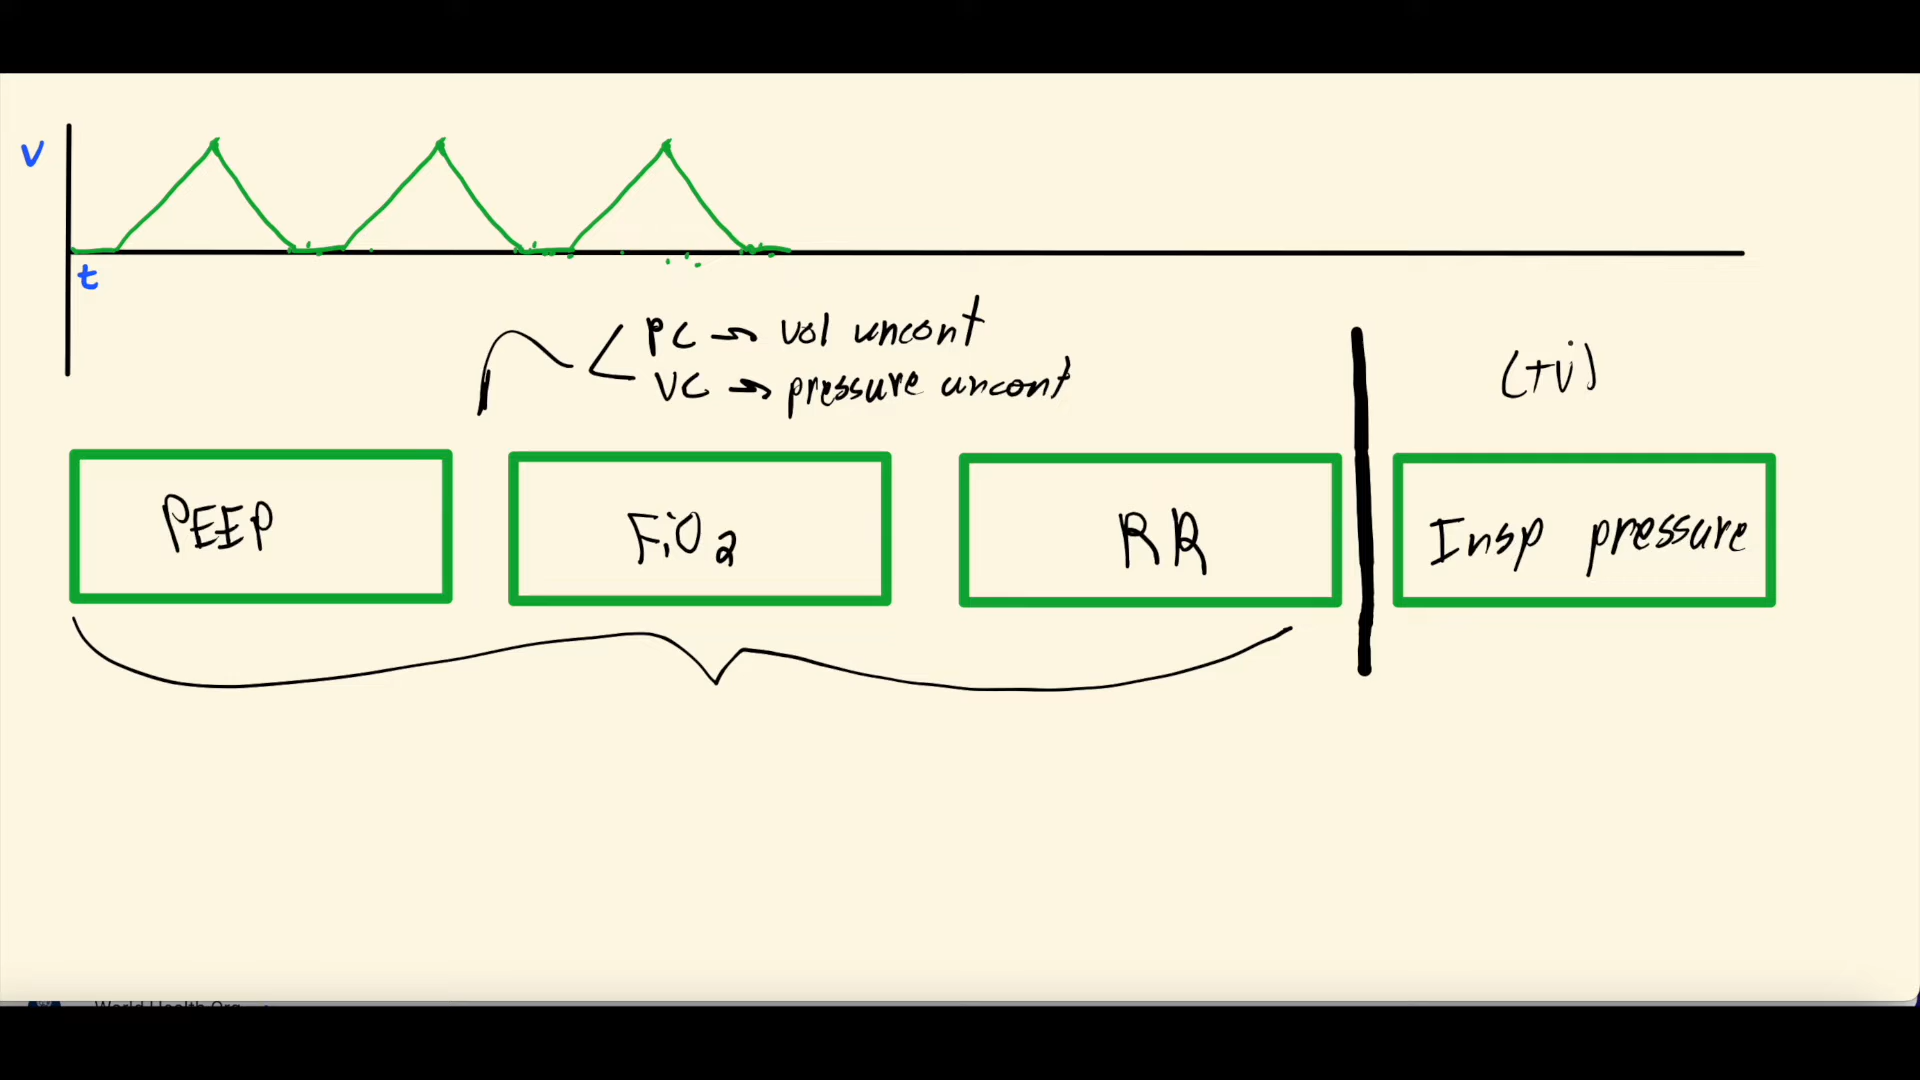 V
t
PC → vol uncont
VC → pressure uncont
(TV)
PEEP
FiO2
RR
Insp pressure